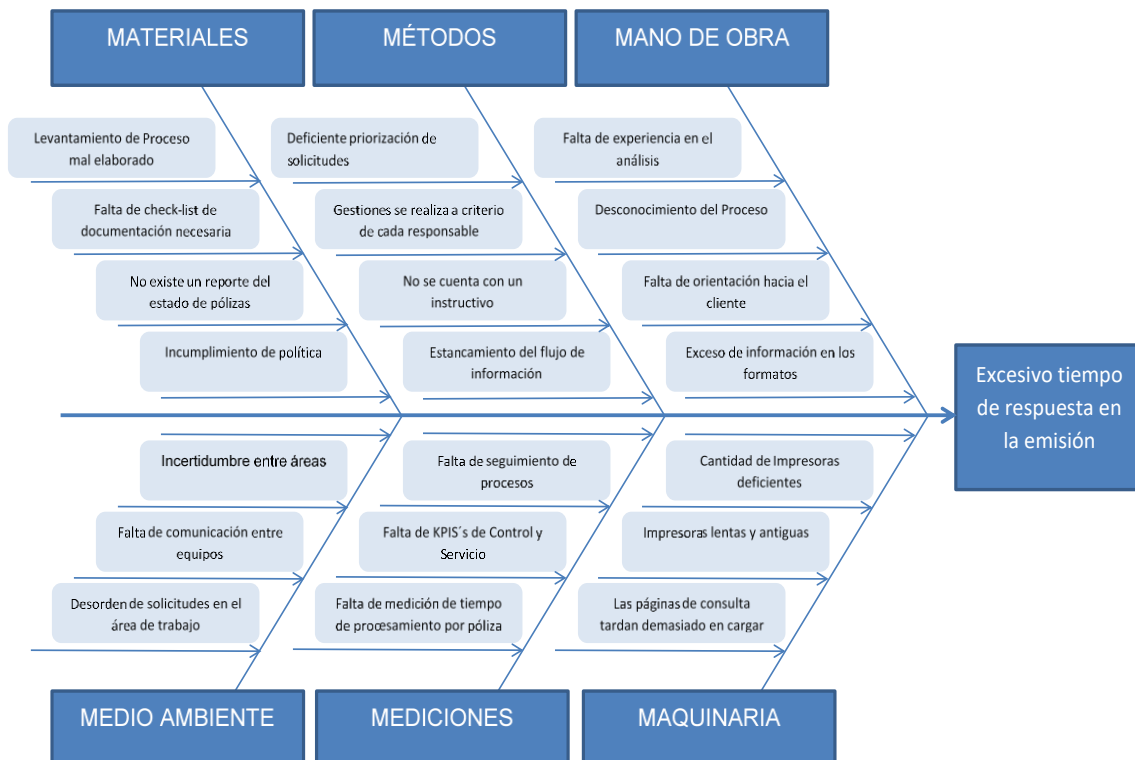 MATERIALES
MÉTODOS
MANO DE OBRA
Levantamiento de Proceso
mal elaborado
Deficiente priorización de
solicitudes
Falta de experiencia en el
análisis
Falta de check-list de
documentación necesaria
Gestiones se realiza a criterio
de cada responsable
Desconocimiento del Proceso
No existe un reporte del
estado de pólizas
No se cuenta con un
instructivo
Falta de orientación hacia el
cliente
Incumplimiento de política
Estancamiento del flujo de
información
Exceso de información en los
formatos
Excesivo tiempo
de respuesta en
la emisión
Incertidumbre entre áreas
Falta de seguimiento de
procesos
Cantidad de Impresoras
deficientes
Falta de comunicación entre
equipos
Falta de KPIS´s de Control y
Servicio
Impresoras lentas y antiguas
Desorden de solicitudes en el
área de trabajo
Falta de medición de tiempo
de procesamiento por póliza
Las páginas de consulta
tardan demasiado en cargar
MEDIO AMBIENTE
MEDICIONES
MAQUINARIA